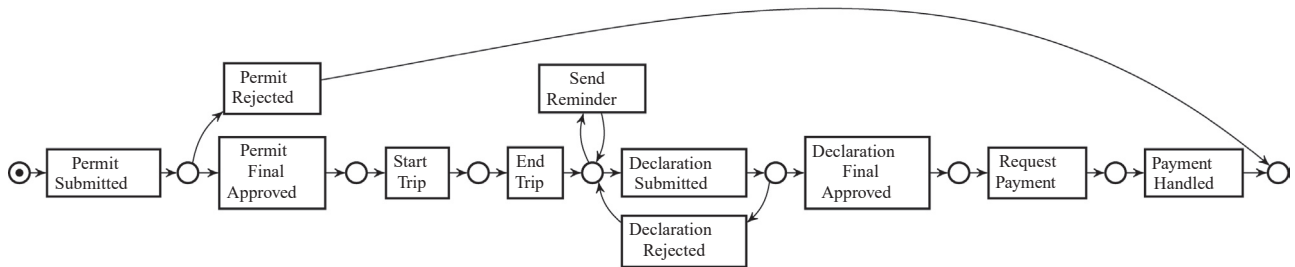 Permit
Rejected
Send
Reminder
Permit
Submitted
Permit
Final
Approved
Start
Trip
End
Trip
Declaration
Submitted
Declaration
Final
Approved
Request
Payment
Payment
Handled
Declaration
Rejected